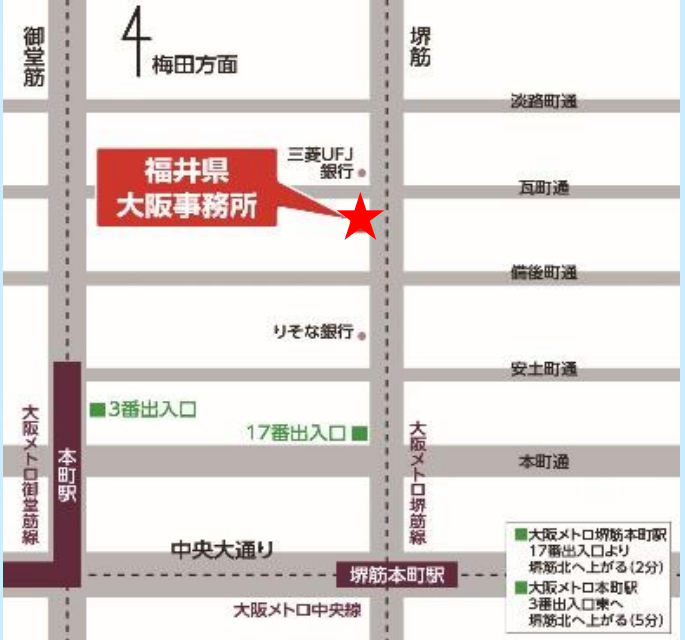 御堂筋
梅田方面
堺筋
淡路町通
三菱UFJ
銀行
福井県
大阪事務所
瓦町通
備後町通
りそな銀行
安土町通
3番出入口
17番出入口
大阪メトロ御堂筋線
本町駅
大阪メトロ堺筋線
本町通
中央大通り
堺筋本町駅
大阪メトロ中央線
大阪メトロ堺筋本町駅
17番出入口より
堺筋北へ上がる(2分)
大阪メトロ本町駅
3番出入口東へ
堺筋北へ上がる(5分)